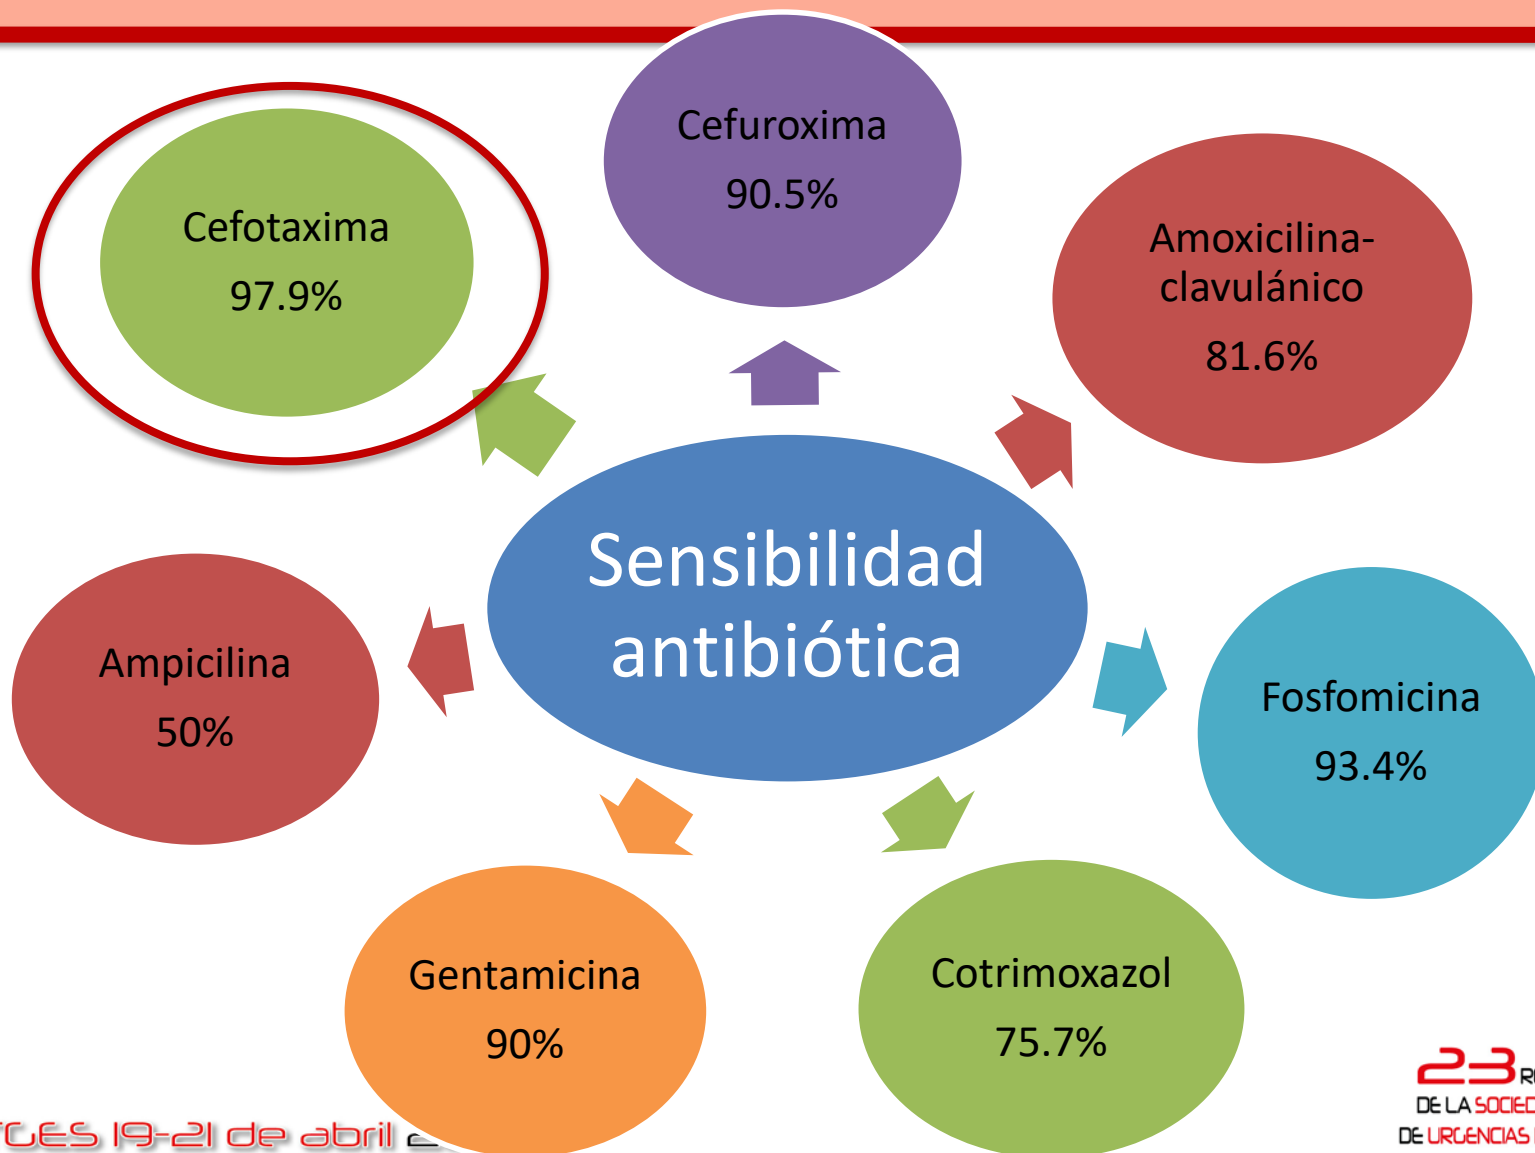 Cefuroxima
90.5%
Cefotaxima
97.9%
Amoxicilina-
clavulánico
81.6%
Sensibilidad
antibiótica
Ampicilina
50%
Fosfomicina
93.4%
Gentamicina
90%
Cotrimoxazol
75.7%
23
DE LA
DE URGENCIAS
19-21 de abril